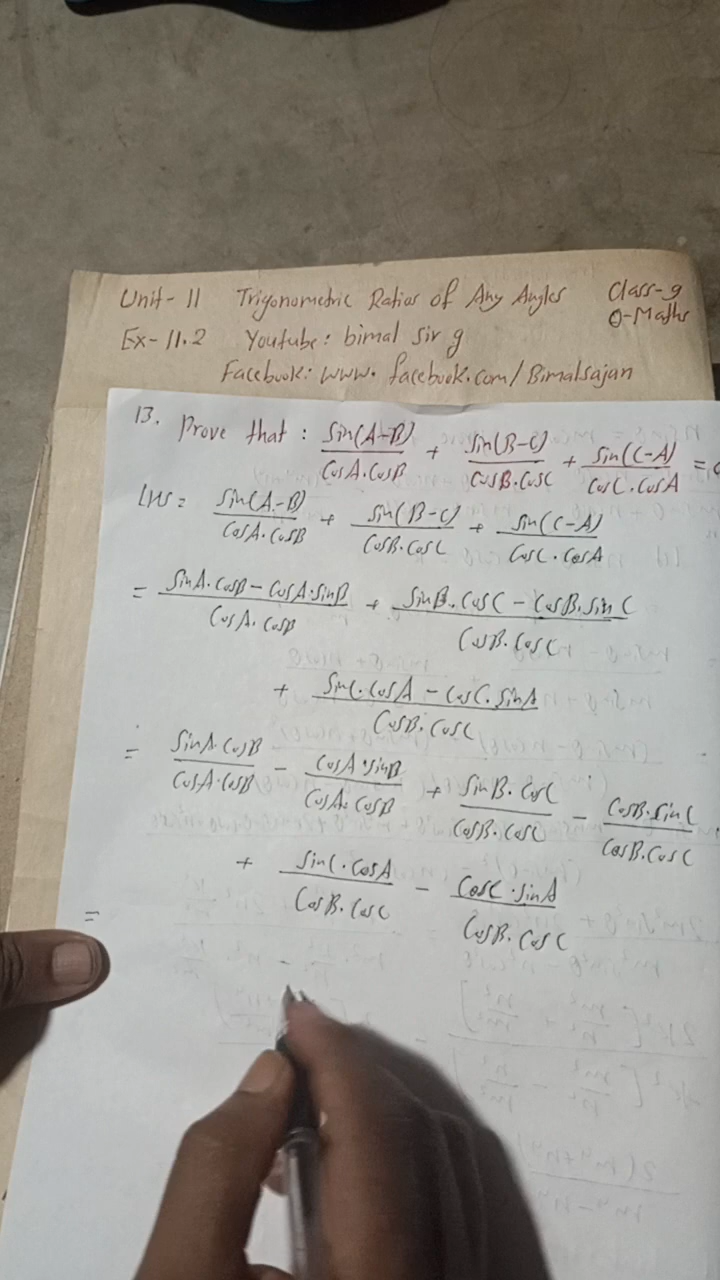 Unit- 11 Trigonometric Ratios of Any Angles Class-9
O-Maths
Ex- 11.2 Youtube: bimal sir g
Facebook: www. facebook.com/Bimalsajan
13. Prove that : sin(A-B)/CosA.CosB + sin(B-C)/CosB.CosC + sin(C-A)/CosC.CosA =
LHS= sin(A-B)/CosA.CosB + sin(B-C)/CosB.CosC + sin(C-A)/CosC.CosA
= SinA.CosB - CosA.SinB/CosA.CosB + SinB.CosC - CosB.sinC/CosB.CosC
+ SinC.CosA - CosC.SinA/CosB.CosC
= SinA.CosB/CosA.CosB - CosA.SinB/CosA.CosB + SinB.CosC/CosB.CosC - CosB.SinC/CosB.CosC
+ SinC.CosA/CosB.CosC - CosC.SinA/CosB.CosC
=